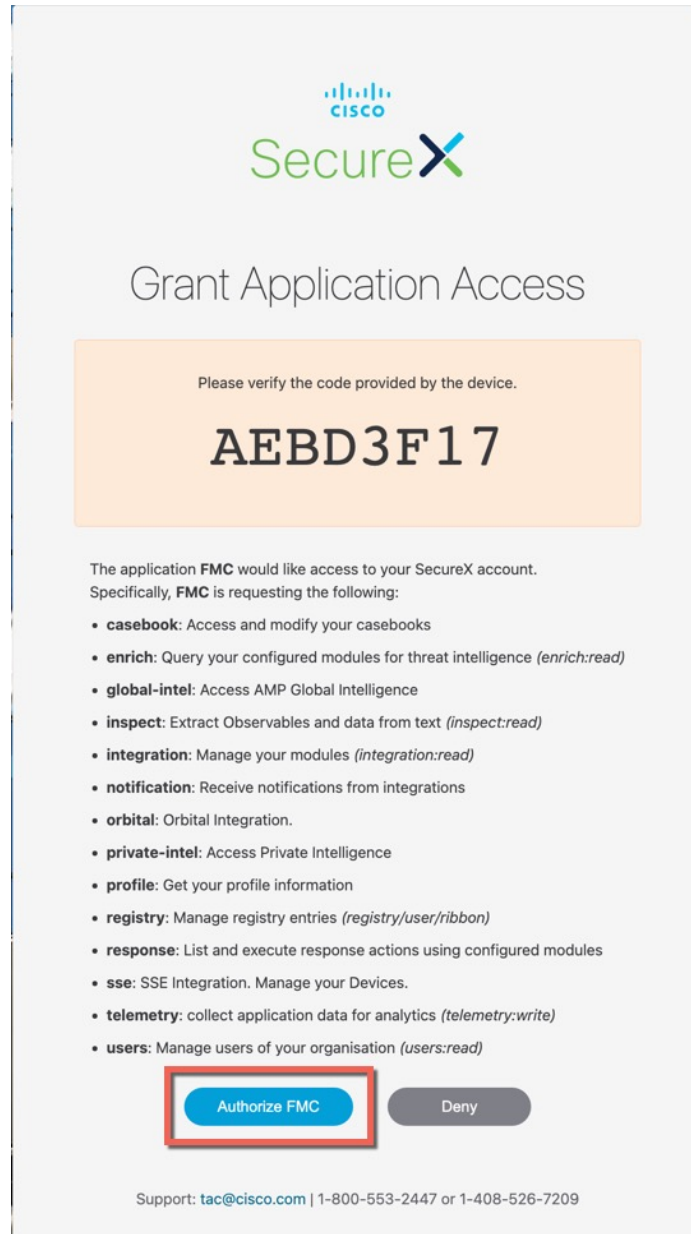 CISCO
SecureX
Grant Application Access
Please verify the code provided by the device.
AEBD3F17
The application FMC would like access to your SecureX account.
Specifically, FMC is requesting the following:
• casebook: Access and modify your casebooks
• enrich: Query your configured modules for threat intelligence (enrich:read)
• global-intel: Access AMP Global Intelligence
• inspect: Extract Observables and data from text (inspect:read)
• integration: Manage your modules (integration:read)
• notification: Receive notifications from integrations
• orbital: Orbital Integration.
• private-intel: Access Private Intelligence
• profile: Get your profile information
• registry: Manage registry entries (registry/user/ribbon)
• response: List and execute response actions using configured modules
• sse: SSE Integration. Manage your Devices.
• telemetry: collect application data for analytics (telemetry:write)
• users: Manage users of your organisation (users:read)
Authorize FMC Deny
Support: tac@cisco.com | 1-800-553-2447 or 1-408-526-7209